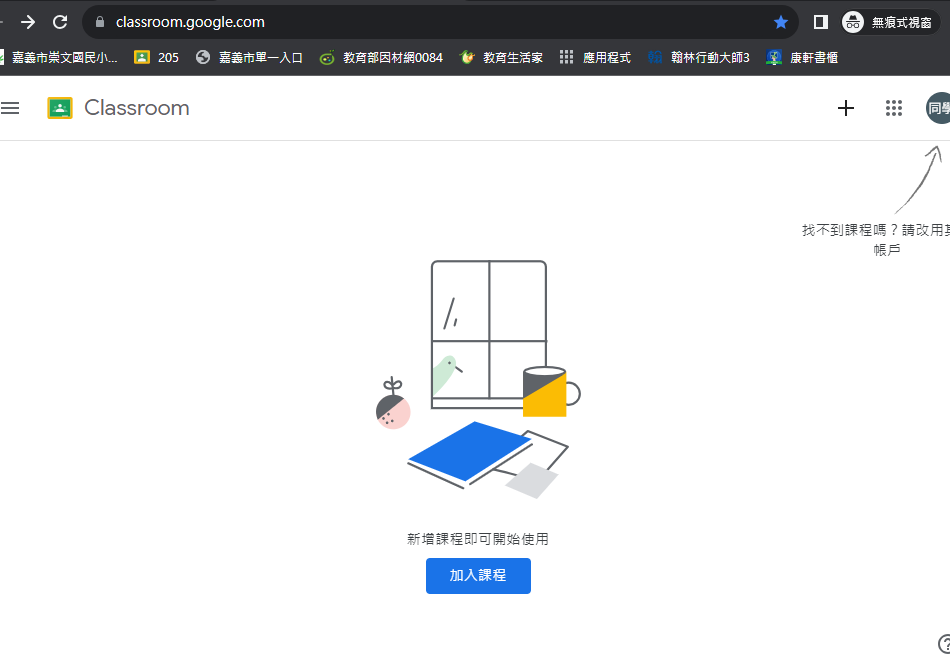 classroom.google.com
無痕式視窗
嘉義市崇文國民小... 205 嘉義市單一入口 教育部因材網0084 教育生活家 應用程式 翰林行動大師3 康軒書櫃
Classroom
同學
找不到課程嗎？請改用其
帳戶
新增課程即可開始使用
加入課程